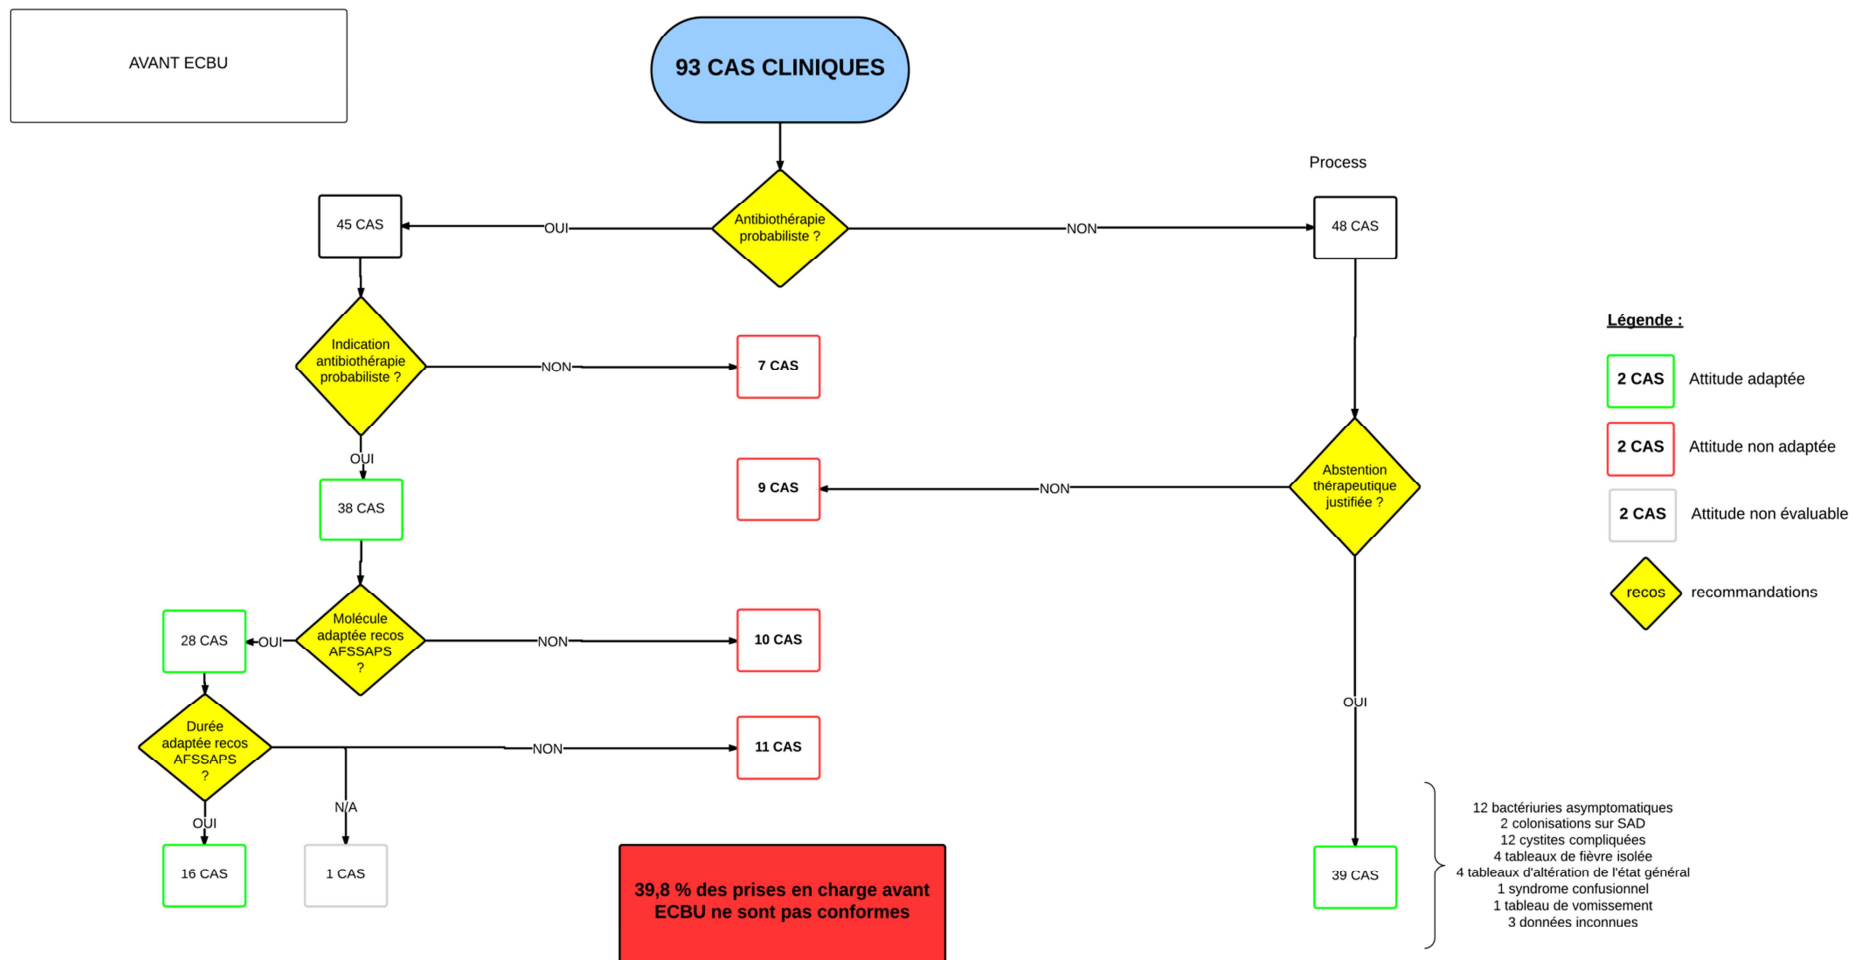 AVANT ECBU
93 CAS CLINIQUES
Process
45 CAS
OUI
Antibiothérapie
probabiliste ?
NON
48 CAS
Indication
antibiothérapie
probabiliste ?
NON
7 CAS
OUI
38 CAS
9 CAS
NON
Abstention
thérapeutique
justifiée ?
28 CAS
OUI
Molécule
adaptée recos
AFSSAPS
?
NON
10 CAS
Durée
adaptée recos
AFSSAPS
?
NON
11 CAS
N/A
OUI
16 CAS
1 CAS
39,8 % des prises en charge avant
ECBU ne sont pas conformes
OUI
39 CAS
12 bactériuries asymptomatiques
2 colonisations sur SAD
12 cystites compliquées
4 tableaux de fièvre isolée
4 tableaux d'altération de l'état général
1 syndrome confusionnel
1 tableau de vomissement
3 données inconnues
Légende :
2 CAS Attitude adaptée
2 CAS Attitude non adaptée
2 CAS Attitude non évaluable
recos recommandations